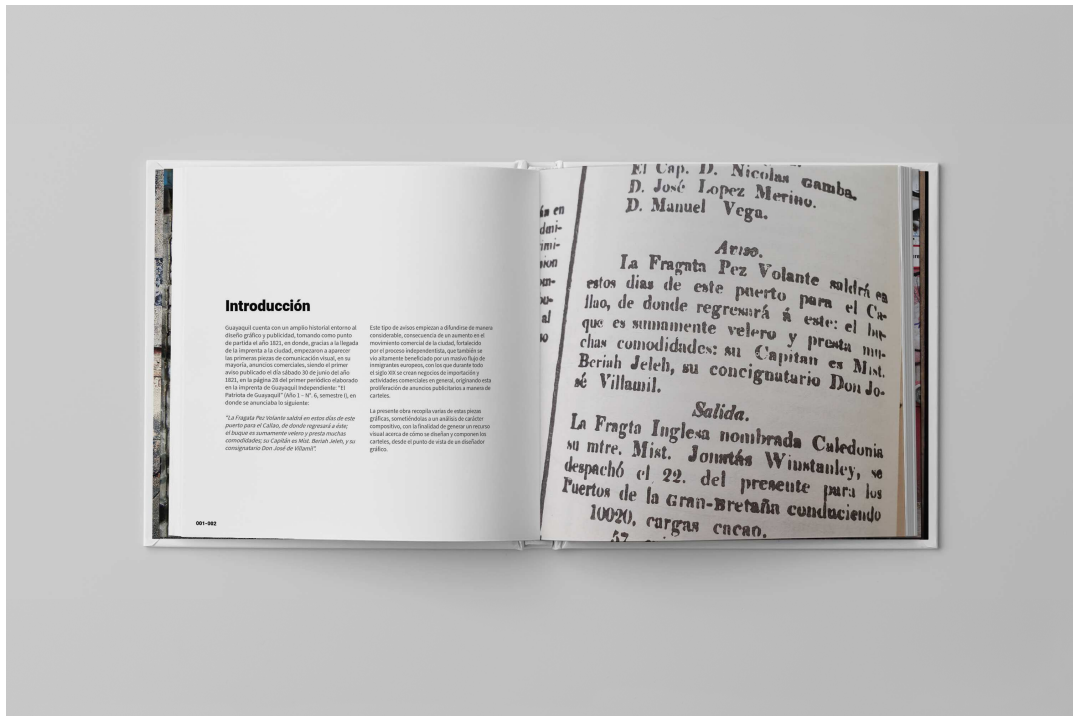 Introducción
Guayaquil cuenta con un amplio historial entorno al
diseño gráfico y publicidad, tomando como punto
de partida el año 1821, en donde, gracias a la llegada
de la imprenta a la ciudad, empezaron a aparecer
las primeras piezas de comunicación visual, en su
mayoría, anuncios comerciales, siendo el primer
aviso publicado el día sábado 30 de junio del año
1821, en la página 28 del primer periódico elaborado
en la imprenta de Guayaquil Independiente: "El
Patriota de Guayaquil" (Año 1 – N°. 6, semestre I), en
donde se anunciaba lo siguiente:
"La Fragata Pez Volante saldrá en estos días de este
puerto para el Callao, de donde regresará a éste;
el buque es sumamente velero y presta muchas
comodidades; su Capitán es Mist. Beriah Jeleh, y su
consignatario Don José de Villamil".
Este tipo de avisos empiezan a difundirse de manera
considerable, consecuencia de un aumento en el
movimiento comercial de la ciudad, fortalecido
por el proceso independentista, que también se
vio altamente beneficiado por un masivo flujo de
inmigrantes europeos, con los que durante todo
el siglo XIX se crean negocios de importación y
actividades comerciales en general, originando esta
proliferación de anuncios publicitarios a manera de
carteles.
La presente obra recopila varias de estas piezas
gráficas, sometiéndolas a un análisis de carácter
compositivo, con la finalidad de generar un recurso
visual acerca de cómo se diseñan y componen los
carteles, desde el punto de vista de un diseñador
gráfico.
001–002
El Cap. D. Nicolas Gamba.
D. José Lopez Merino.
D. Manuel Vega.
Aviso.
La Fragata Pez Volante saldrá en
estos dias de este puerto para el Ca-
llao, de donde regresará á este: el bu-
que es sumamente velero y presta mu-
chas comodidades: su Capitan es Mist.
Beriah Jeleh, su concignatario Don Jo-
sé Villamil.
Salida.
La Fragta Inglesa nombrada Caledonia
su mtre. Mist. Jonatás Winstanley, se
despachó el 22. del presente para los
Puertos de la Gran-Bretaña conduciendo
10020, cargas cacao.
57